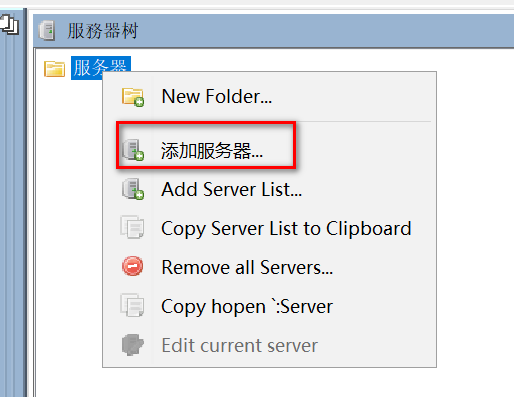 服務器树
服务器
New Folder...
添加服务器...
Add Server List...
Copy Server List to Clipboard
Remove all Servers...
Copy hopen `:Server
Edit current server